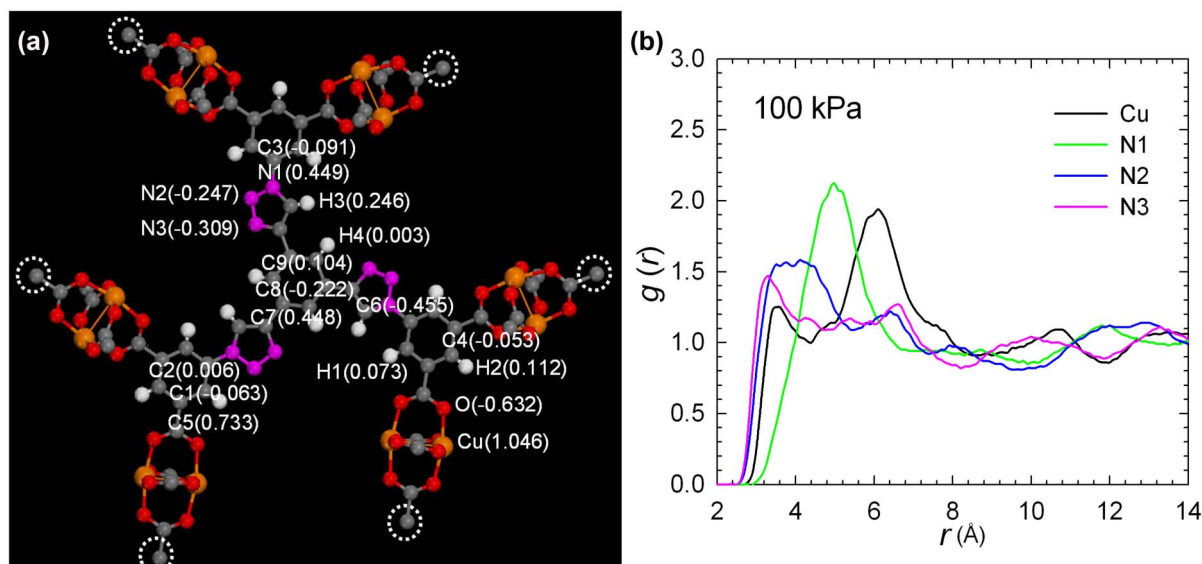 (a)
C3(-0.091)
N1(0.449)
N2(-0.247)
H3(0.246)
N3(-0.309)
H4(0.003)
C9(0.104)
C8(-0.222)
C6(-0.455)
C7(0.448)
C4(-0.053)
C2(0.006)
H1(0.073)
H2(0.112)
C1(-0.063)
O(-0.632)
C5(0.733)
Cu(1.046)
(b)
3.0
100 kPa
Cu
N1
N2
N3
2.5
2.0
1.5
1.0
0.5
0.0
g(r)
2 4 6 8 10 12 14
r(Å)